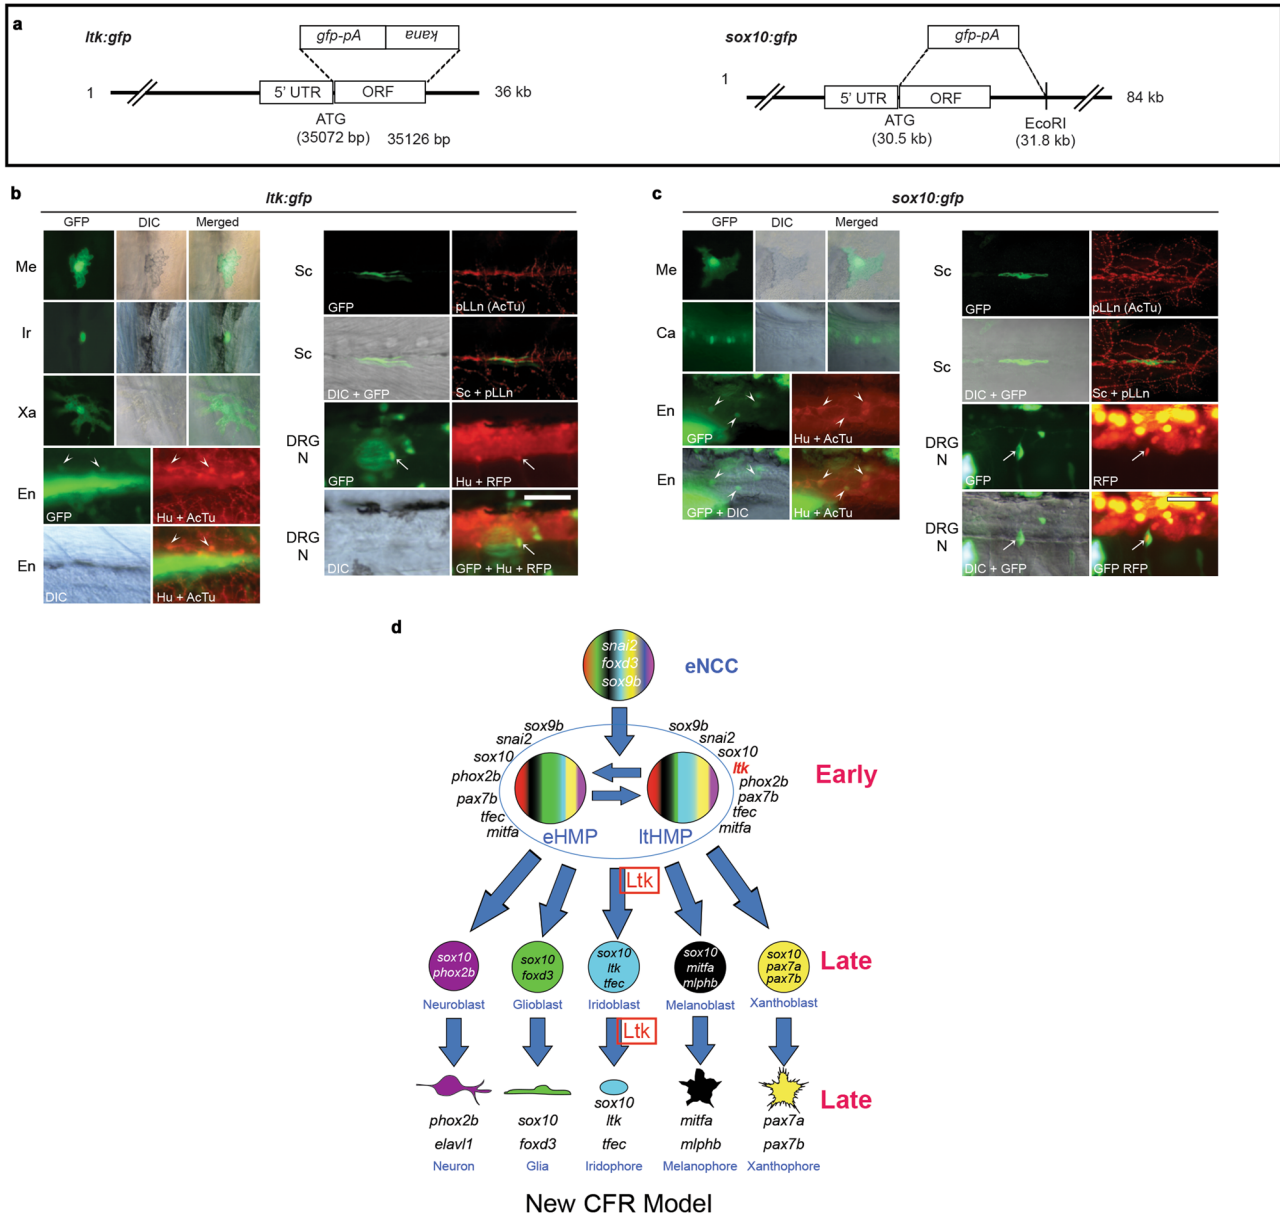 a
ltk:gfp
gfp-pA
kana
1
5' UTR
ORF
36 kb
ATG
(35072 bp)
35126 bp
sox10:gfp
gfp-pA
1
5' UTR
ORF
84 kb
ATG
(30.5 kb)
EcoRI
(31.8 kb)
b
ltk:gfp
GFP
DIC
Merged
Me
Ir
Xa
En
GFP
Hu + AcTu
En
DIC
Hu + AcTu
Sc
GFP
pLLn (AcTu)
Sc
DIC + GFP
Sc + pLLn
DRG
N
GFP
Hu + RFP
DRG
N
DIC
GFP + Hu + RFP
c
sox10:gfp
GFP
DIC
Merged
Me
Ca
En
GFP
Hu + AcTu
En
GFP + DIC
Hu + AcTu
Sc
GFP
pLLn (AcTu)
Sc
DIC + GFP
Sc + pLLn
DRG
N
GFP
RFP
DRG
N
DIC + GFP
GFP RFP
d
snai2
foxd3
sox9b
eNCC
sox9b
snai2
sox10
phox2b
pax7b
tfec
mitfa
eHMP
sox9b
snai2
sox10
ltk
phox2b
pax7b
tfec
mitfa
ltHMP
Early
Ltk
sox10
phox2b
Neuroblast
sox10
foxd3
Glioblast
sox10
ltk
tfec
Iridoblast
sox10
mitfa
mlphb
Melanoblast
sox10
pax7a
pax7b
Xanthoblast
Late
Ltk
phox2b
elavl1
Neuron
sox10
foxd3
Glia
sox10
ltk
tfec
Iridophore
mitfa
mlphb
Melanophore
pax7a
pax7b
Xanthophore
Late
New CFR Model